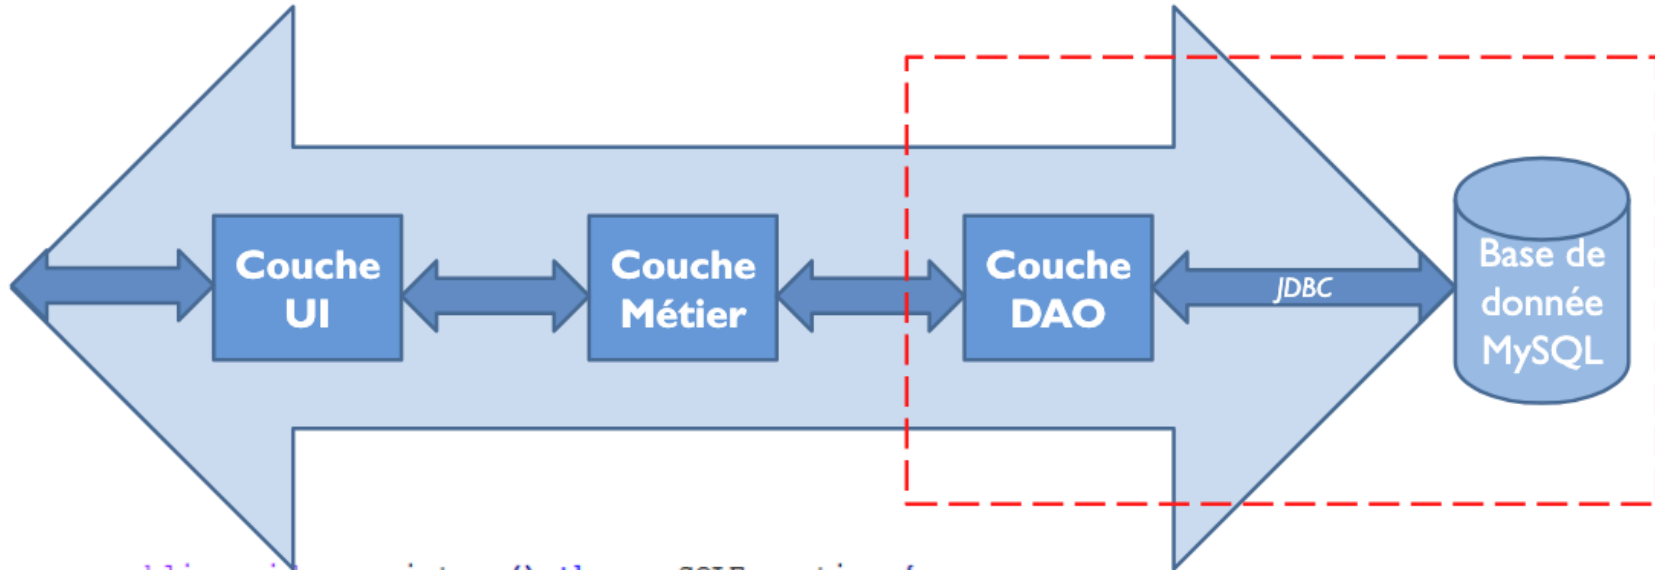 Couche
UI
Couche
Métier
Couche
DAO
JDBC
Base de
donnée
MySQL